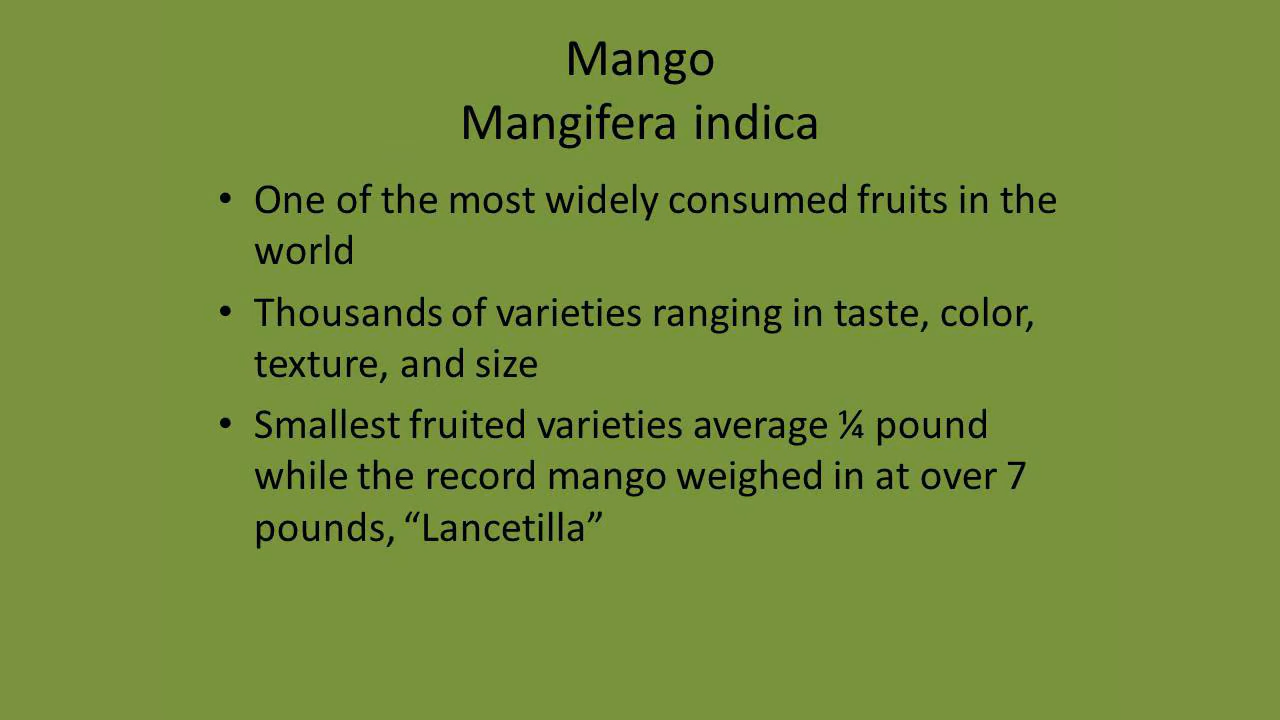 Mango
Mangifera indica
• One of the most widely consumed fruits in the
world
• Thousands of varieties ranging in taste, color,
texture, and size
• Smallest fruited varieties average ¼ pound
while the record mango weighed in at over 7
pounds, “Lancetilla”